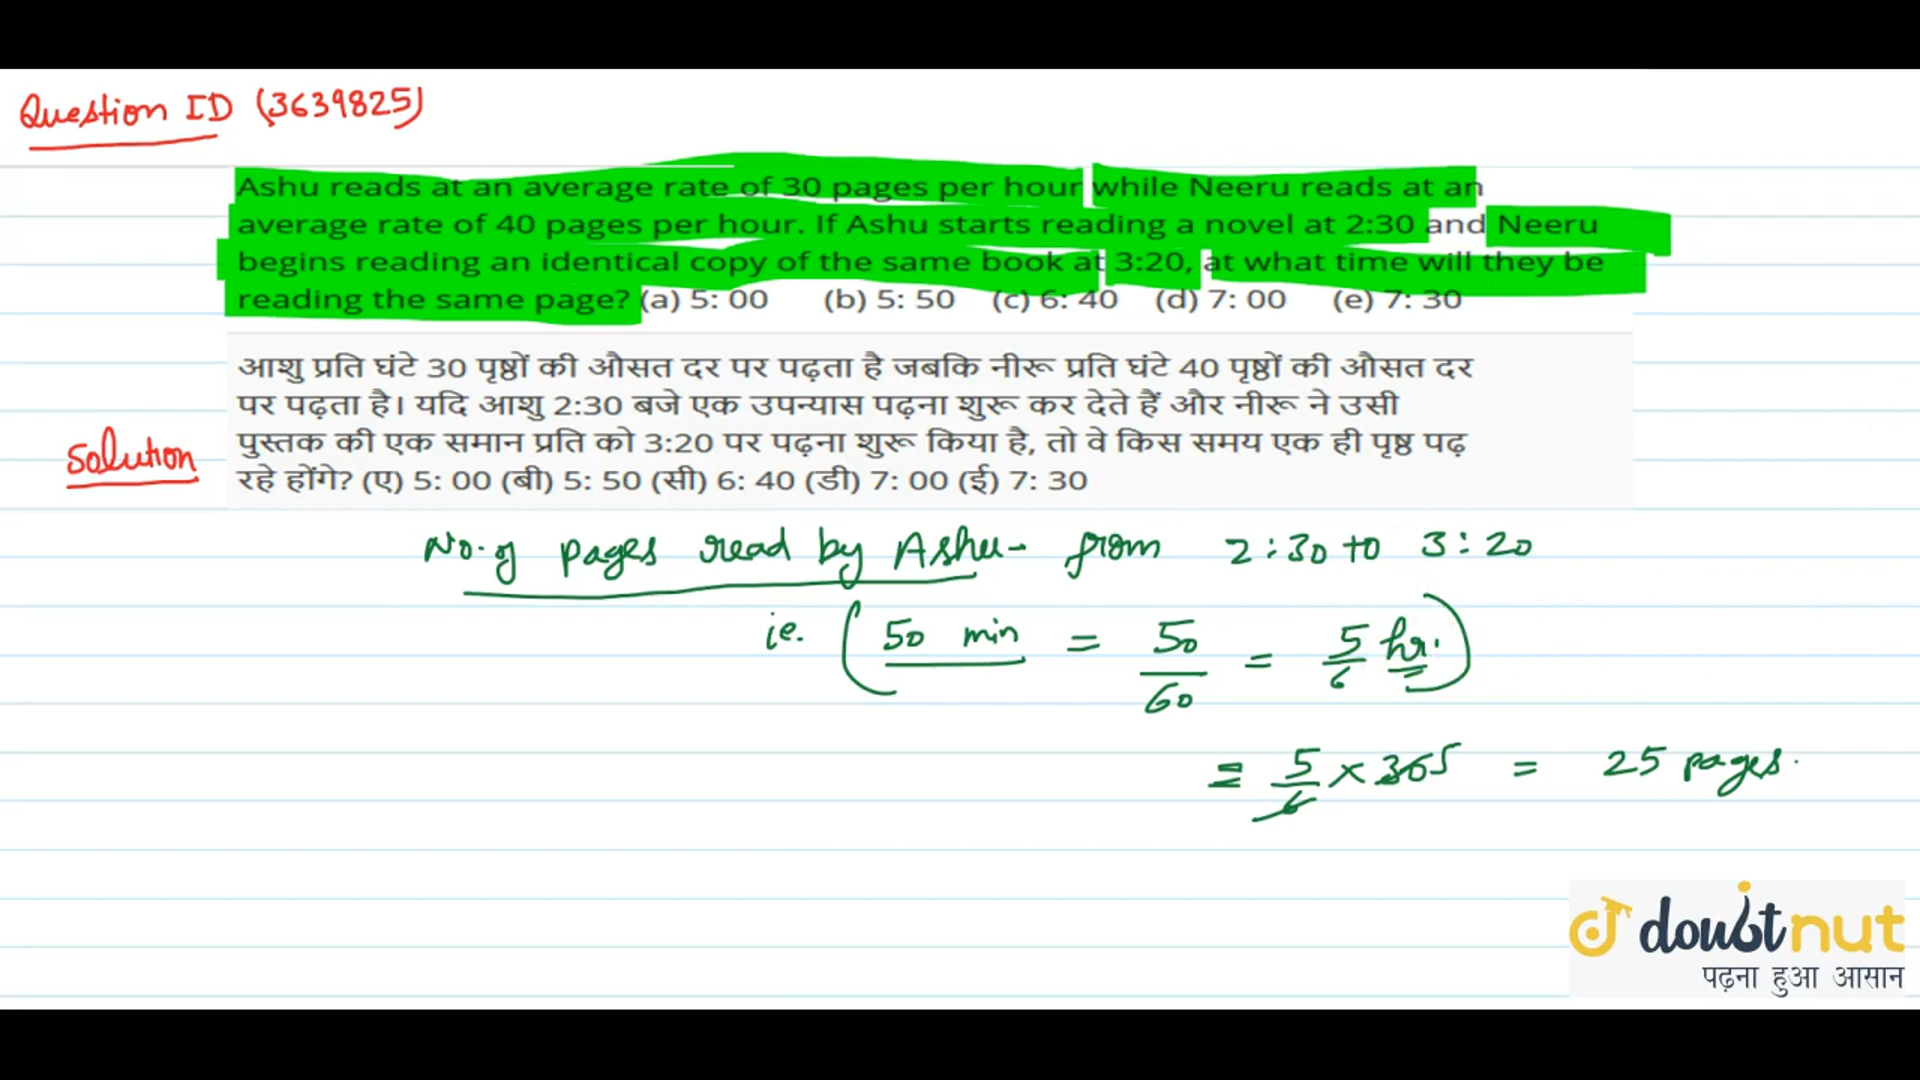 Question ID (3639825)
Ashu reads at an average rate of 30 pages per hour while Neeru reads at an
average rate of 40 pages per hour. If Ashu starts reading a novel at 2:30 and Neeru
begins reading an identical copy of the same book at 3:20, at what time will they be
reading the same page? (a) 5: 00 (b) 5: 50 (c) 6: 40 (d) 7: 00 (e) 7: 30
आशु प्रति घंटे 30 पृष्ठों की औसत दर पर पढ़ता है जबकि नीरू प्रति घंटे 40 पृष्ठों की औसत दर
पर पढ़ता है। यदि आशु 2:30 बजे एक उपन्यास पढ़ना शुरू कर देते हैं और नीरू ने उसी
पुस्तक की एक समान प्रति को 3:20 पर पढ़ना शुरू किया है, तो वे किस समय एक ही पृष्ठ पढ़
रहे होंगे? (ए) 5: 00 (बी) 5: 50 (सी) 6: 40 (डी) 7: 00 (ई) 7: 30
Solution
No. of pages read by Ashu - from 2:30 to 3:20
ie. (50 min = 50/60 = 5/6 hr.)
= 5/6 × 30 5 = 25 pages.
doubtnut
पढ़ना हुआ आसान